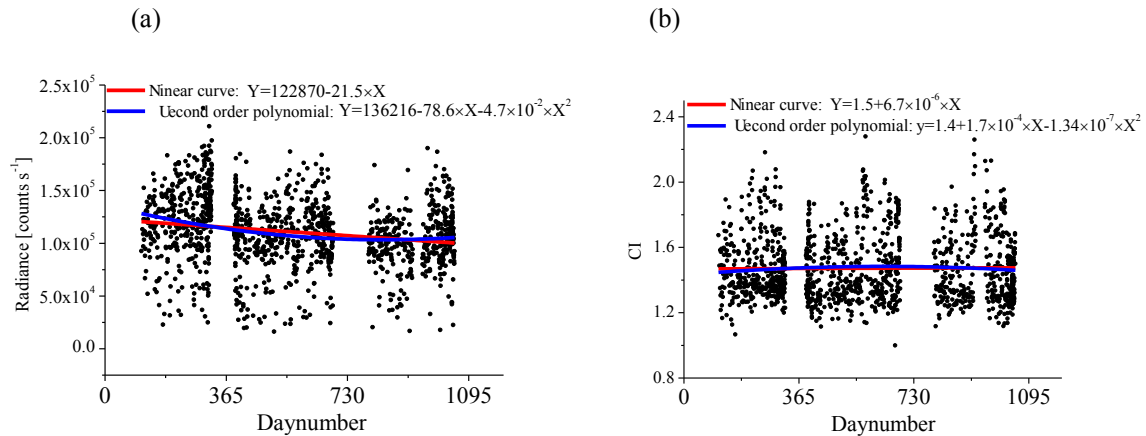 (a)
Radiance [counts s⁻¹]
2.5x10⁵
2.0x10⁵
1.5x10⁵
1.0x10⁵
5.0x10⁴
0.0
Ninear curve: Y=122870-21.5×X
Uecond order polynomial: Y=136216-78.6×X-4.7×10⁻²×X²
0 365 730 1095
Daynumber
(b)
CI
2.4
2.0
1.6
1.2
0.8
Ninear curve: Y=1.5+6.7×10⁻⁶×X
Uecond order polynomial: y=1.4+1.7×10⁻⁴×X-1.34×10⁻⁷×X²
0 365 730 1095
Daynumber